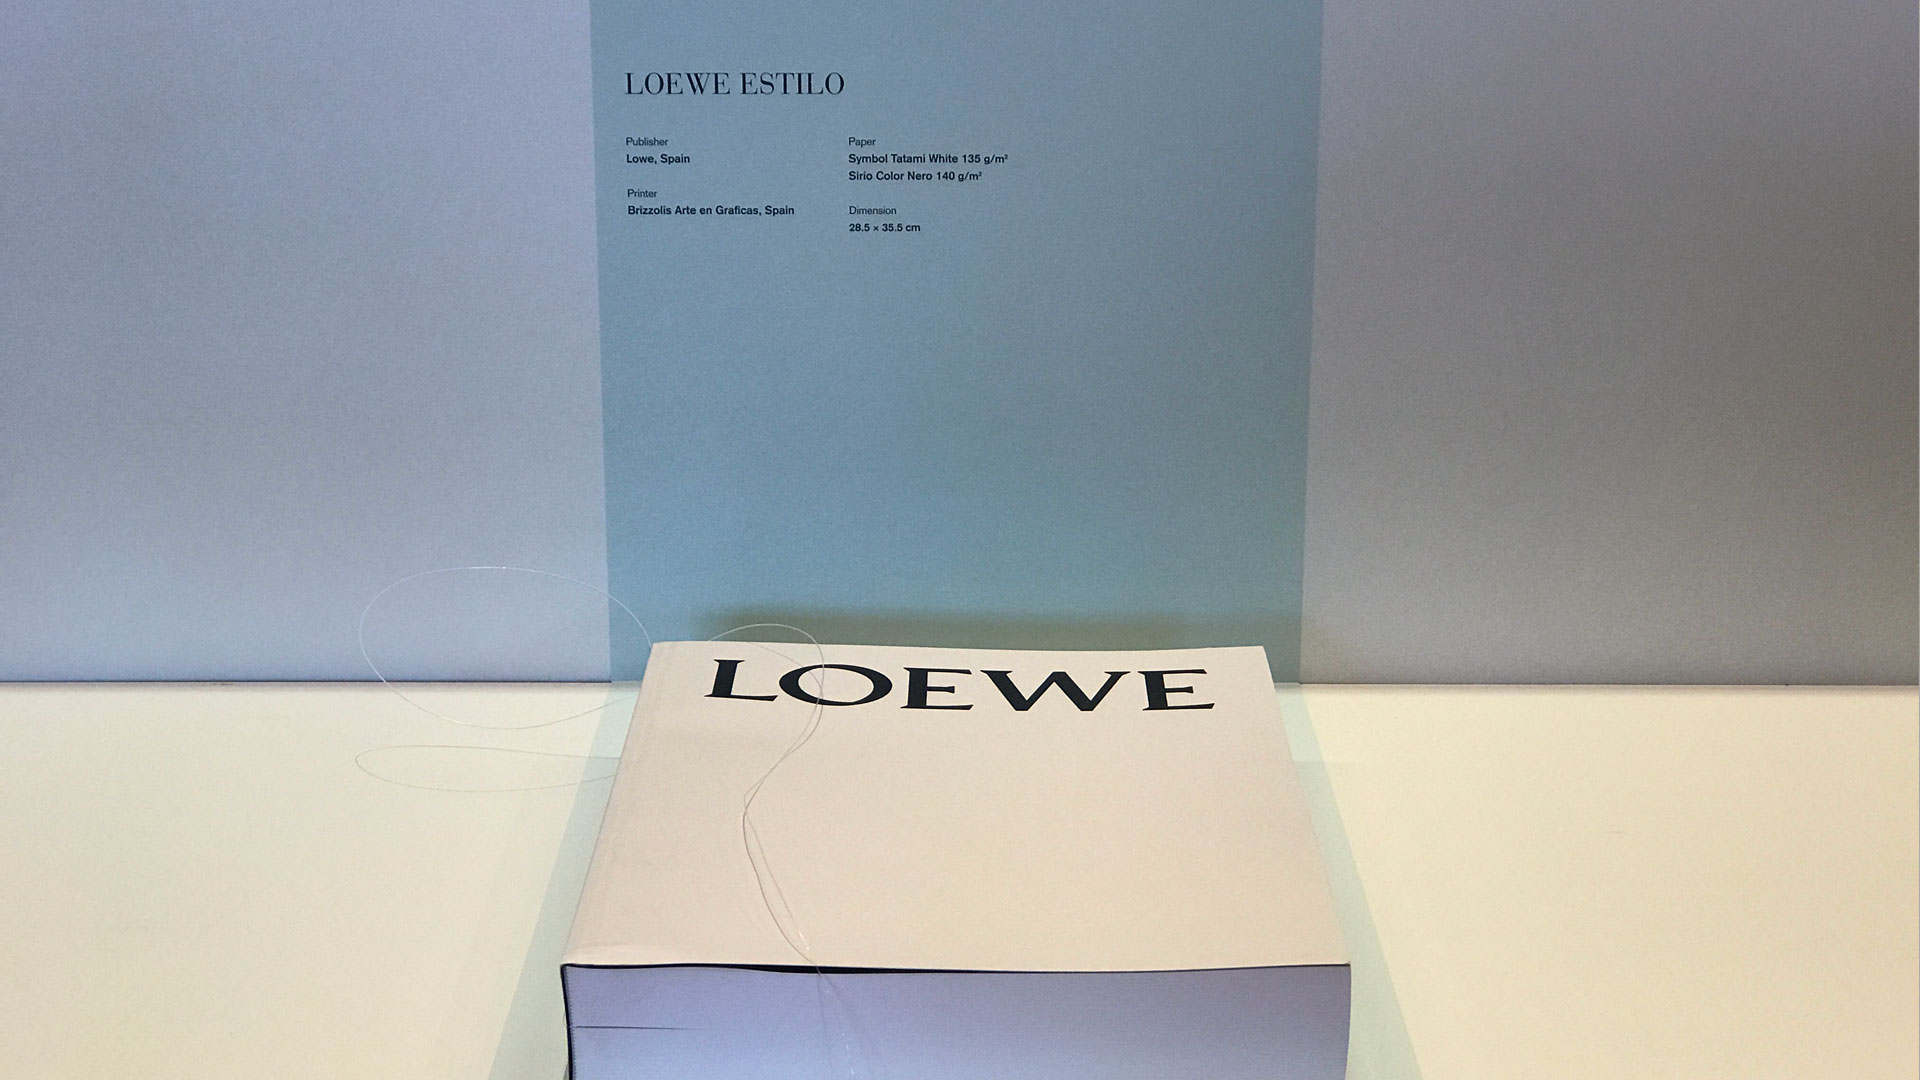 LOEWE ESTILO
Publisher
Lowe, Spain
Printer
Brizzolis Arte en Graficas, Spain
Paper
Symbol Tatami White 135 g/m²
Sirio Color Nero 140 g/m²
Dimension
28.5 × 35.5 cm
LOEWE